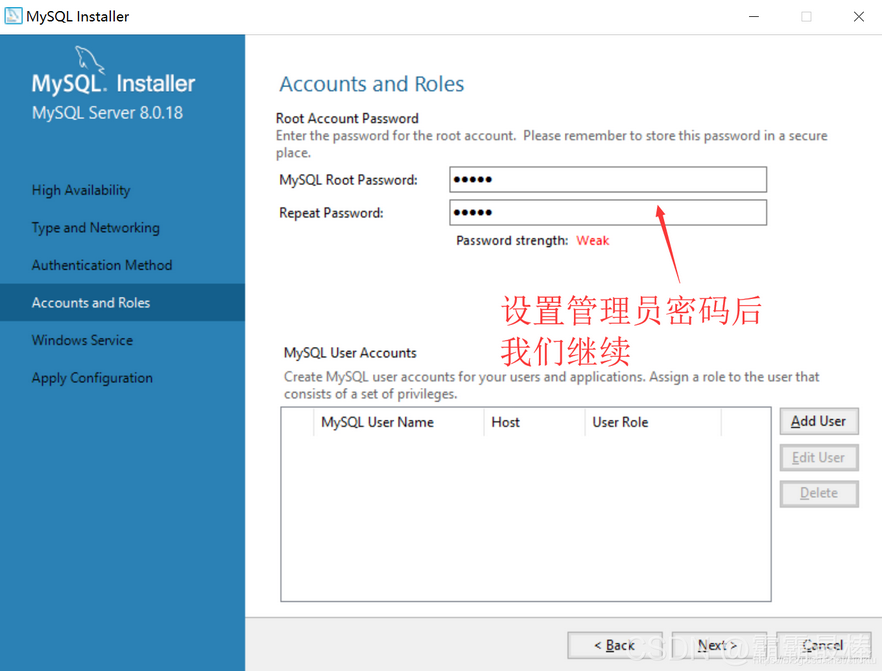 MySQL Installer
MySQL. Installer
MySQL Server 8.0.18
High Availability
Type and Networking
Authentication Method
Accounts and Roles
Windows Service
Apply Configuration
Accounts and Roles
Root Account Password
Enter the password for the root account. Please remember to store this password in a secure
place.
MySQL Root Password:
●●●●●
Repeat Password:
●●●●●
Password strength: Weak
设置管理员密码后
我们继续
MySQL User Accounts
Create MySQL user accounts for your users and applications. Assign a role to the user that
consists of a set of privileges.
MySQL User Name Host User Role
Add User
Edit User
Delete
< Back Next > Cancel